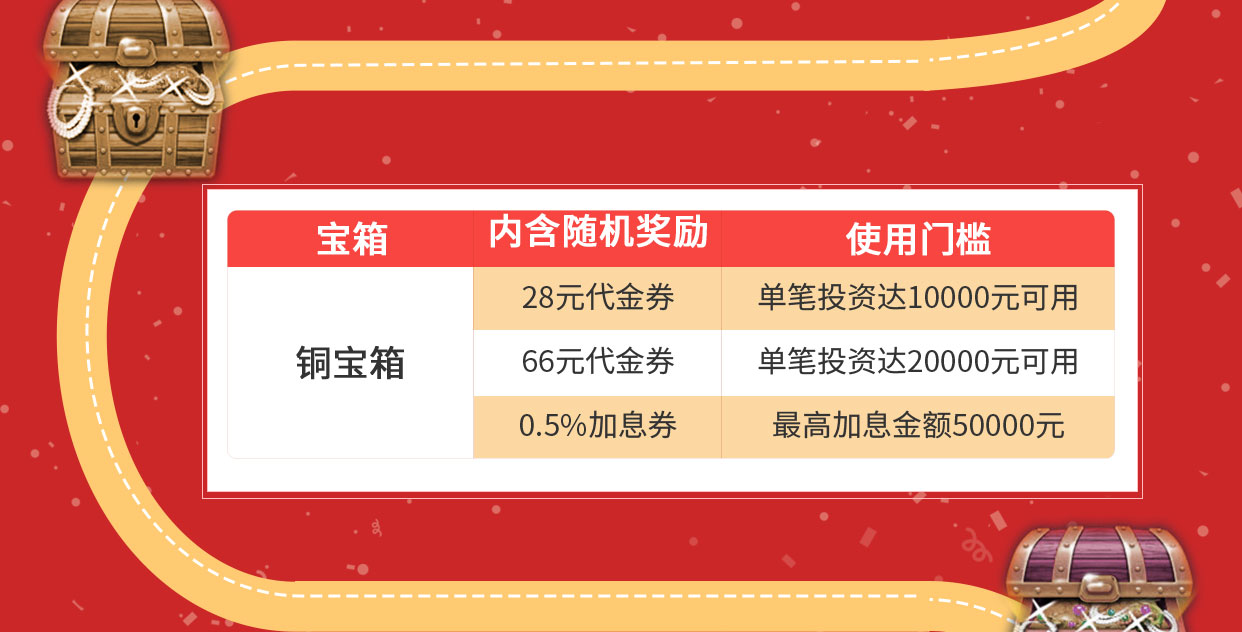 宝箱 内含随机奖励 使用门槛
28元代金券 单笔投资达10000元可用
铜宝箱 66元代金券 单笔投资达20000元可用
0.5%加息券 最高加息金额50000元